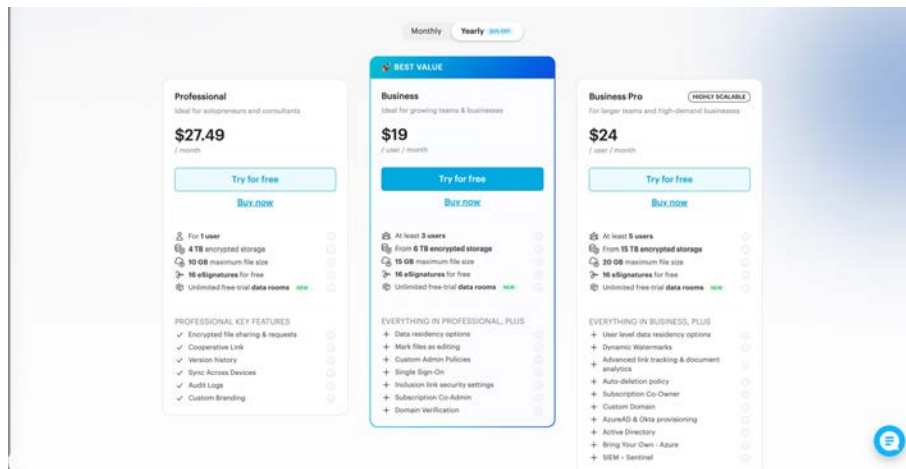 Monthly
Yearly 30% OFF
Professional
Ideal for solopreneurs and consultants
$27.49
/ month
Try for free
Buy now
For 1 user
4 TB encrypted storage
10 GB maximum file size
16 eSignatures for free
Unlimited free-trial data rooms NEW
PROFESSIONAL KEY FEATURES
Encrypted file sharing & requests
Cooperative Link
Version history
Sync Across Devices
Audit Logs
Custom Branding
BEST VALUE
Business
Ideal for growing teams & businesses
$19
/ user / month
Try for free
Buy now
At least 3 users
From 6 TB encrypted storage
15 GB maximum file size
16 eSignatures for free
Unlimited free-trial data rooms NEW
EVERYTHING IN PROFESSIONAL, PLUS
Data residency options
Mark files as editing
Custom Admin Policies
Single Sign-On
Inclusion link security settings
Subscription Co-Admin
Domain Verification
Business Pro
HIGHLY SCALABLE
For larger teams and high-demand businesses
$24
/ user / month
Try for free
Buy now
At least 5 users
From 15 TB encrypted storage
20 GB maximum file size
16 eSignatures for free
Unlimited free-trial data rooms NEW
EVERYTHING IN BUSINESS, PLUS
User level data residency options
Dynamic Watermarks
Advanced link tracking & document
analytics
Auto-deletion policy
Subscription Co-Owner
Custom Domain
AzureAD & Okta provisioning
Active Directory
Bring Your Own - Azure
SIEM - Sentinel